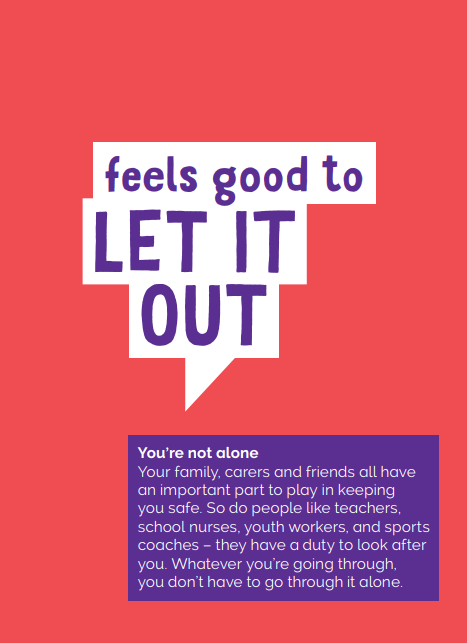 feels good to
LET IT
OUT
You're not alone
Your family, carers and friends all have
an important part to play in keeping
you safe. So do people like teachers,
school nurses, youth workers, and sports
coaches – they have a duty to look after
you. Whatever you're going through,
you don't have to go through it alone.